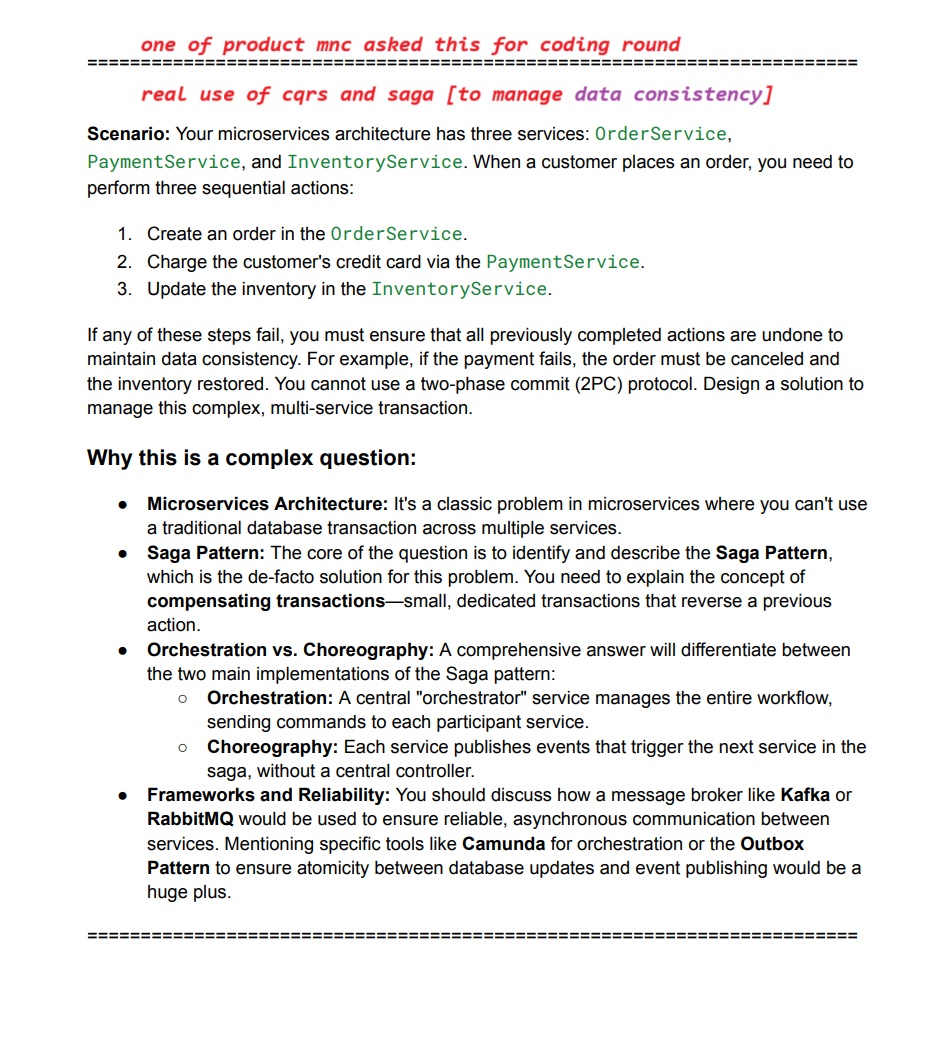 one of product mnc asked this for coding round
=========================================================================
real use of cqrs and saga [to manage data consistency]
Scenario: Your microservices architecture has three services: OrderService,
PaymentService, and InventoryService. When a customer places an order, you need to
perform three sequential actions:
1. Create an order in the OrderService.
2. Charge the customer's credit card via the PaymentService.
3. Update the inventory in the InventoryService.
If any of these steps fail, you must ensure that all previously completed actions are undone to
maintain data consistency. For example, if the payment fails, the order must be canceled and
the inventory restored. You cannot use a two-phase commit (2PC) protocol. Design a solution to
manage this complex, multi-service transaction.
Why this is a complex question:
● Microservices Architecture: It's a classic problem in microservices where you can't use
a traditional database transaction across multiple services.
● Saga Pattern: The core of the question is to identify and describe the Saga Pattern,
which is the de-facto solution for this problem. You need to explain the concept of
compensating transactions—small, dedicated transactions that reverse a previous
action.
● Orchestration vs. Choreography: A comprehensive answer will differentiate between
the two main implementations of the Saga pattern:
○ Orchestration: A central "orchestrator" service manages the entire workflow,
sending commands to each participant service.
○ Choreography: Each service publishes events that trigger the next service in the
saga, without a central controller.
● Frameworks and Reliability: You should discuss how a message broker like Kafka or
RabbitMQ would be used to ensure reliable, asynchronous communication between
services. Mentioning specific tools like Camunda for orchestration or the Outbox
Pattern to ensure atomicity between database updates and event publishing would be a
huge plus.
=========================================================================